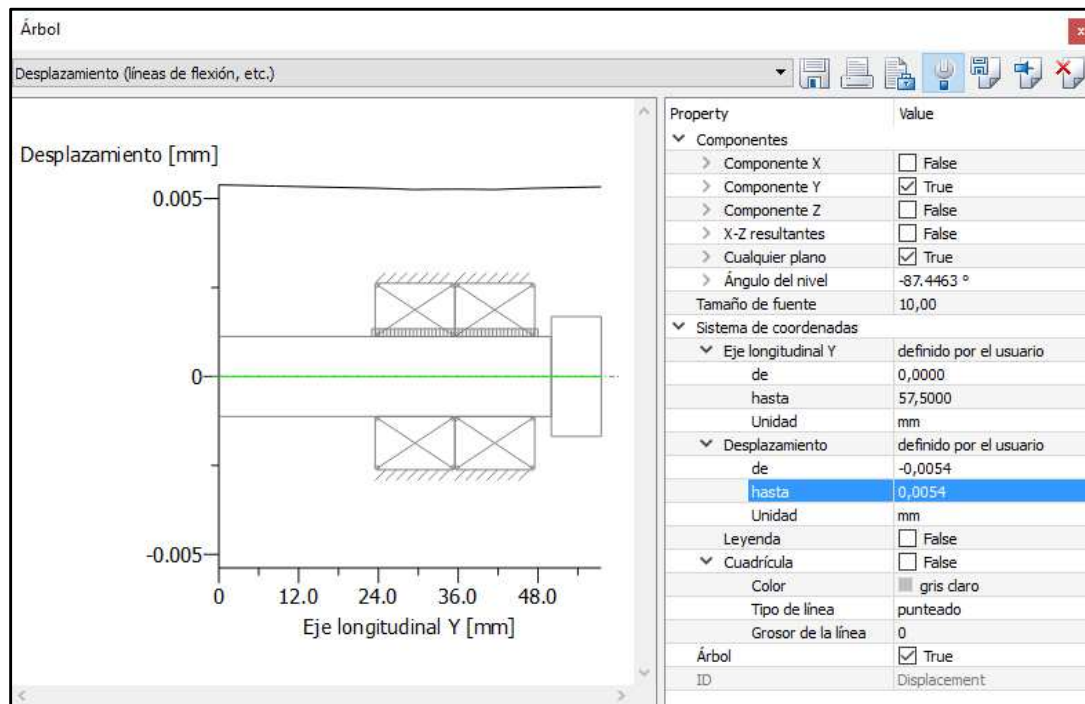 Árbol
x
Desplazamiento (líneas de flexión, etc.)
Desplazamiento [mm]
0.005
0
-0.005
0 12.0 24.0 36.0 48.0
Eje longitudinal Y [mm]
Property Value
Componentes
Componente X False
Componente Y True
Componente Z False
X-Z resultantes False
Cualquier plano True
Ángulo del nivel -87.4463 °
Tamaño de fuente 10,00
Sistema de coordenadas
Eje longitudinal Y definido por el usuario
de 0,0000
hasta 57,5000
Unidad mm
Desplazamiento definido por el usuario
de -0,0054
hasta 0,0054
Unidad mm
Leyenda False
Cuadrícula False
Color gris claro
Tipo de línea punteado
Grosor de la línea 0
Árbol True
ID Displacement